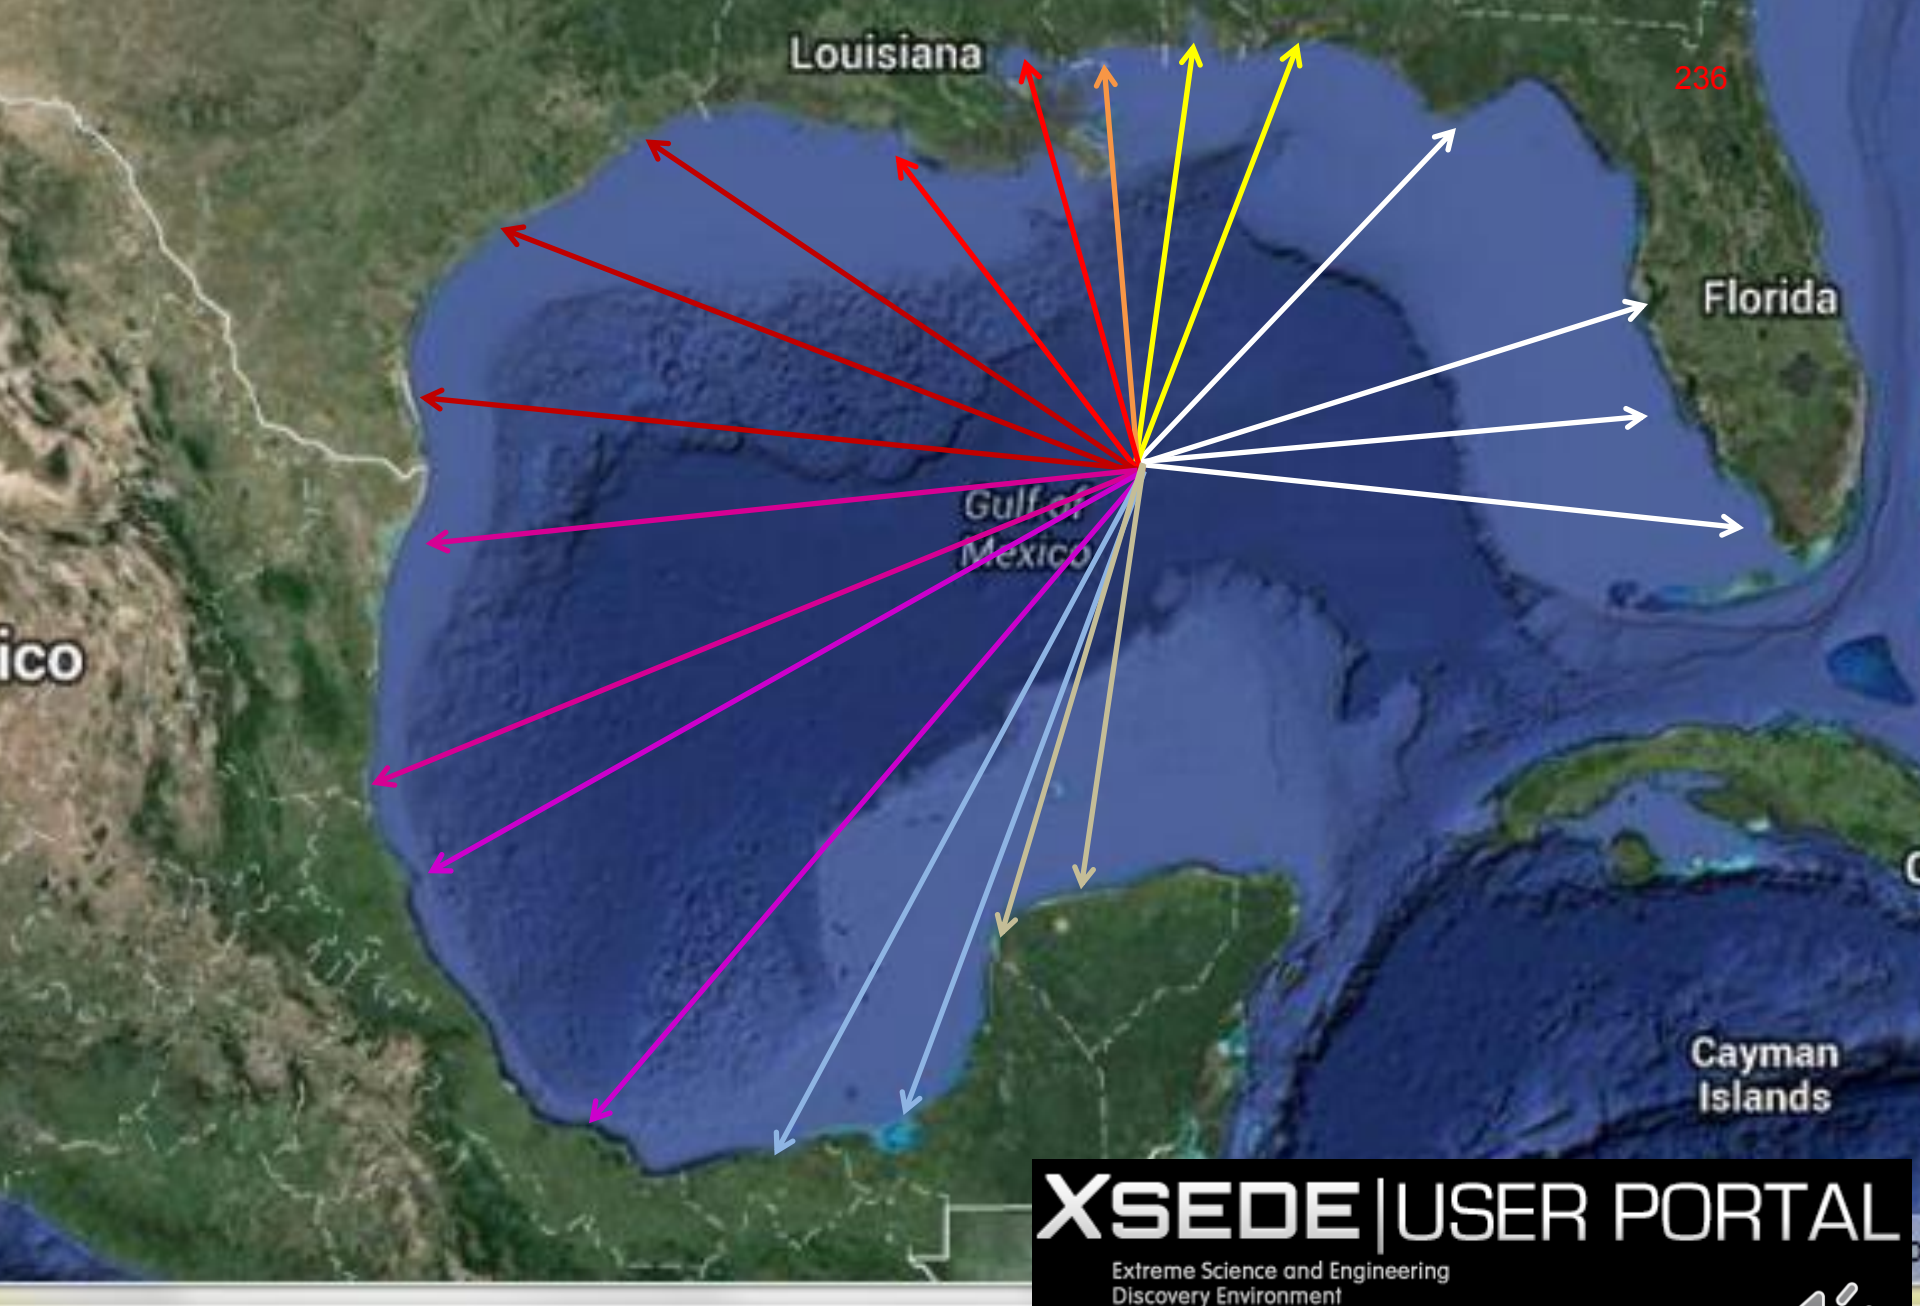 Louisiana
236
Florida
Gulf of
Mexico
ico
Cayman
Islands
XSEDE|USER PORTAL
Extreme Science and Engineering
Discovery Environment